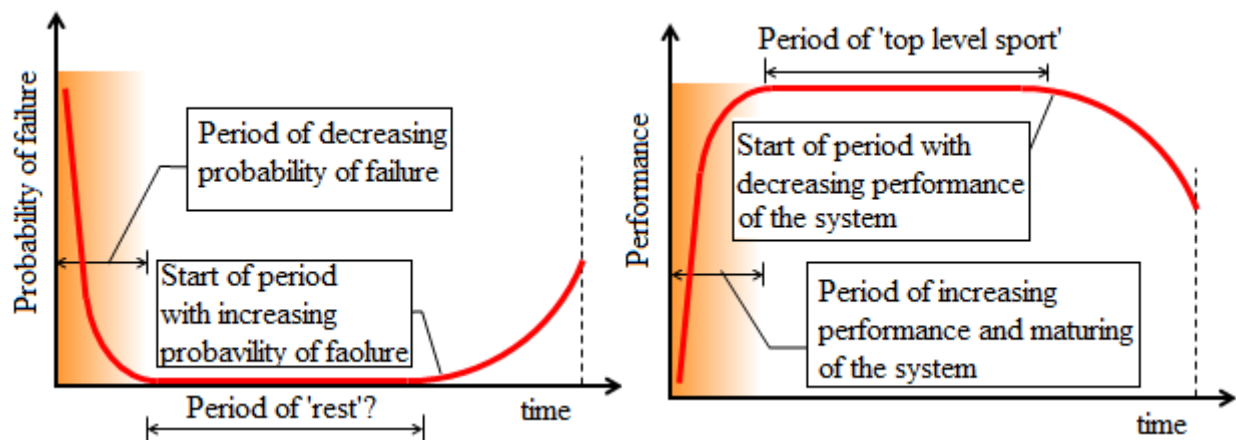 Probability of failure
Period of decreasing
probability of failure
Start of period
with increasing
probavility of faolure
Period of 'rest'?
time
Performance
Period of 'top level sport'
Start of period with
decreasing performance
of the system
Period of increasing
performance and maturing
of the system
time